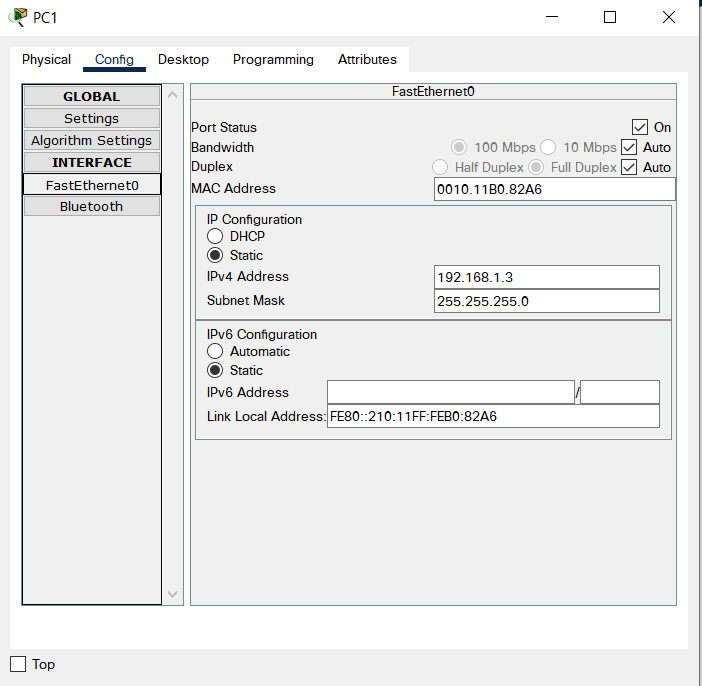 PC1
Physical Config Desktop Programming Attributes
GLOBAL
Settings
Algorithm Settings
INTERFACE
FastEthernet0
Bluetooth
FastEthernet0
Port Status On
Bandwidth 100 Mbps 10 Mbps Auto
Duplex Half Duplex Full Duplex Auto
MAC Address 0010.11B0.82A6
IP Configuration
DHCP
Static
IPv4 Address 192.168.1.3
Subnet Mask 255.255.255.0
IPv6 Configuration
Automatic
Static
IPv6 Address /
Link Local Address: FE80::210:11FF:FEB0:82A6
Top